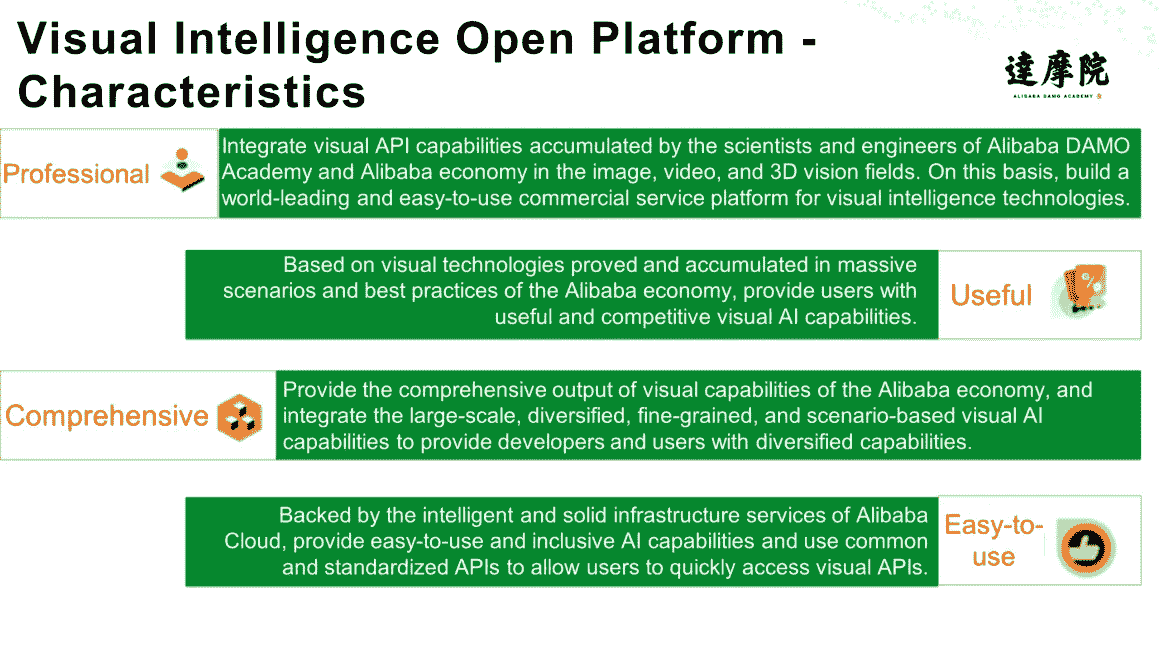 Visual Intelligence Open Platform -
Characteristics
達摩院
ALIBABA DAMO ACADEMY
Professional
Integrate visual API capabilities accumulated by the scientists and engineers of Alibaba DAMO
Academy and Alibaba economy in the image, video, and 3D vision fields. On this basis, build a
world-leading and easy-to-use commercial service platform for visual intelligence technologies.
Based on visual technologies proved and accumulated in massive
scenarios and best practices of the Alibaba economy, provide users with
useful and competitive visual AI capabilities.
Useful
Comprehensive
Provide the comprehensive output of visual capabilities of the Alibaba economy, and
integrate the large-scale, diversified, fine-grained, and scenario-based visual AI
capabilities to provide developers and users with diversified capabilities.
Backed by the intelligent and solid infrastructure services of Alibaba
Cloud, provide easy-to-use and inclusive AI capabilities and use common
and standardized APIs to allow users to quickly access visual APIs.
Easy-to-
use